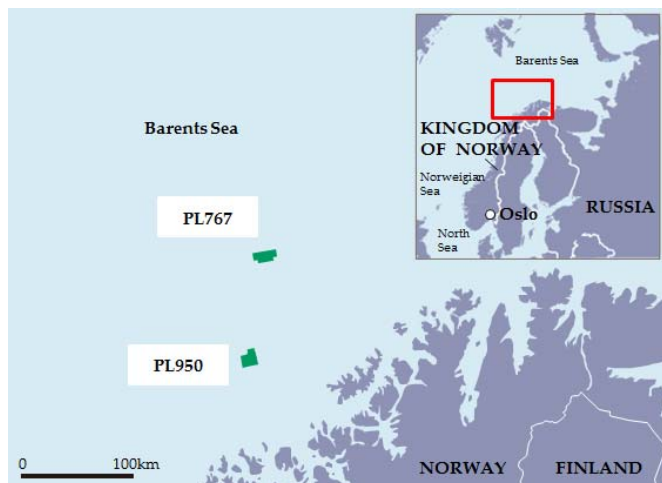 Barents Sea
Barents Sea
KINGDOM
OF NORWAY
Norweigian
Sea
Oslo
RUSSIA
North
Sea
PL767
PL950
100km
0
NORWAY
FINLAND